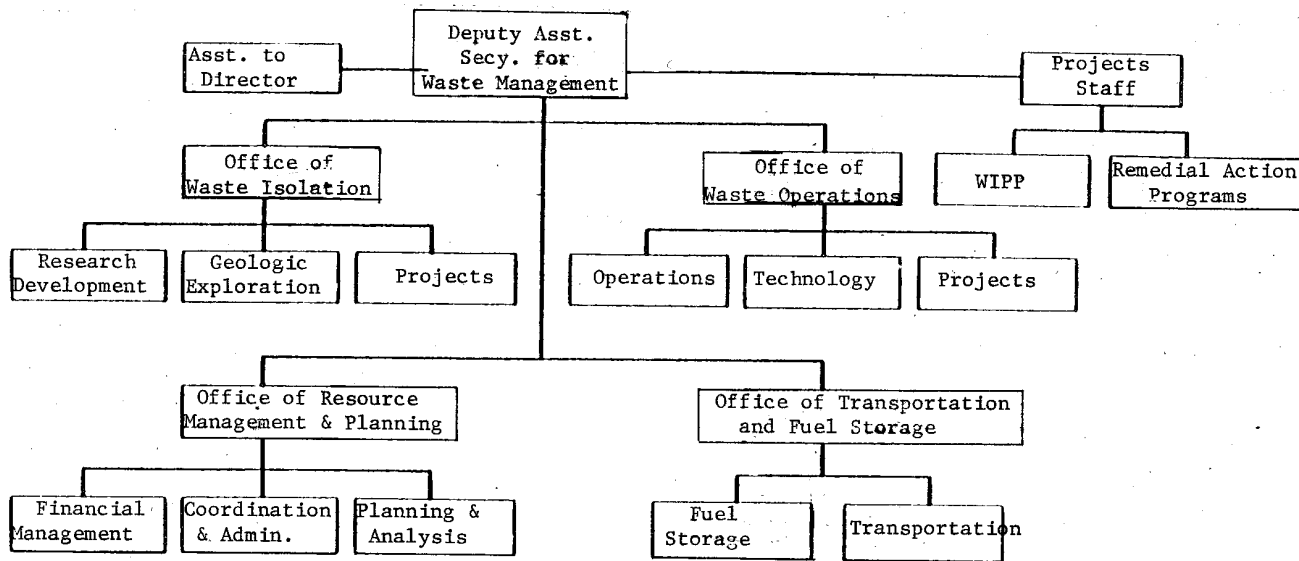 Deputy Asst.
Secy. for
Waste Management
Asst. to
Director
Projects
Staff
Office of
Waste Isolation
Office of
Waste Operations
WIPP
Remedial Action
Programs
Research
Development
Geologic
Exploration
Projects
Operations
Technology
Projects
Office of Resource
Management & Planning
Office of Transportation
and Fuel Storage
Financial
Management
Coordination
& Admin.
Planning &
Analysis
Fuel
Storage
Transportation